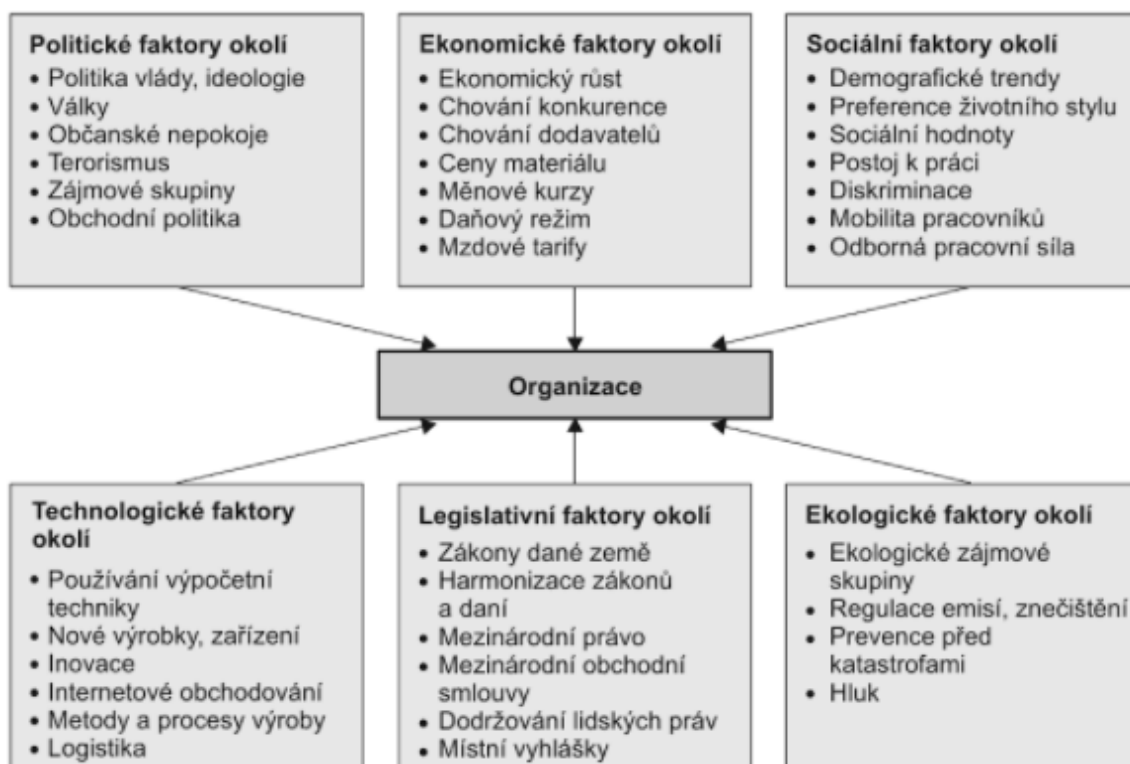 Politické faktory okolí
• Politika vlády, ideologie
• Války
• Občanské nepokoje
• Terorismus
• Zájmové skupiny
• Obchodní politika
Ekonomické faktory okolí
• Ekonomický růst
• Chování konkurence
• Chování dodavatelů
• Ceny materiálu
• Měnové kurzy
• Daňový režim
• Mzdové tarify
Sociální faktory okolí
• Demografické trendy
• Preference životního stylu
• Sociální hodnoty
• Postoj k práci
• Diskriminace
• Mobilita pracovníků
• Odborná pracovní síla
Organizace
Technologické faktory
okolí
• Používání výpočetní
techniky
• Nové výrobky, zařízení
• Inovace
• Internetové obchodování
• Metody a procesy výroby
• Logistika
Legislativní faktory okolí
• Zákony dané země
• Harmonizace zákonů
a daní
• Mezinárodní právo
• Mezinárodní obchodní
smlouvy
• Dodržování lidských práv
• Místní vyhlášky
Ekologické faktory okolí
• Ekologické zájmové
skupiny
• Regulace emisí, znečištění
• Prevence před
katastrofami
• Hluk